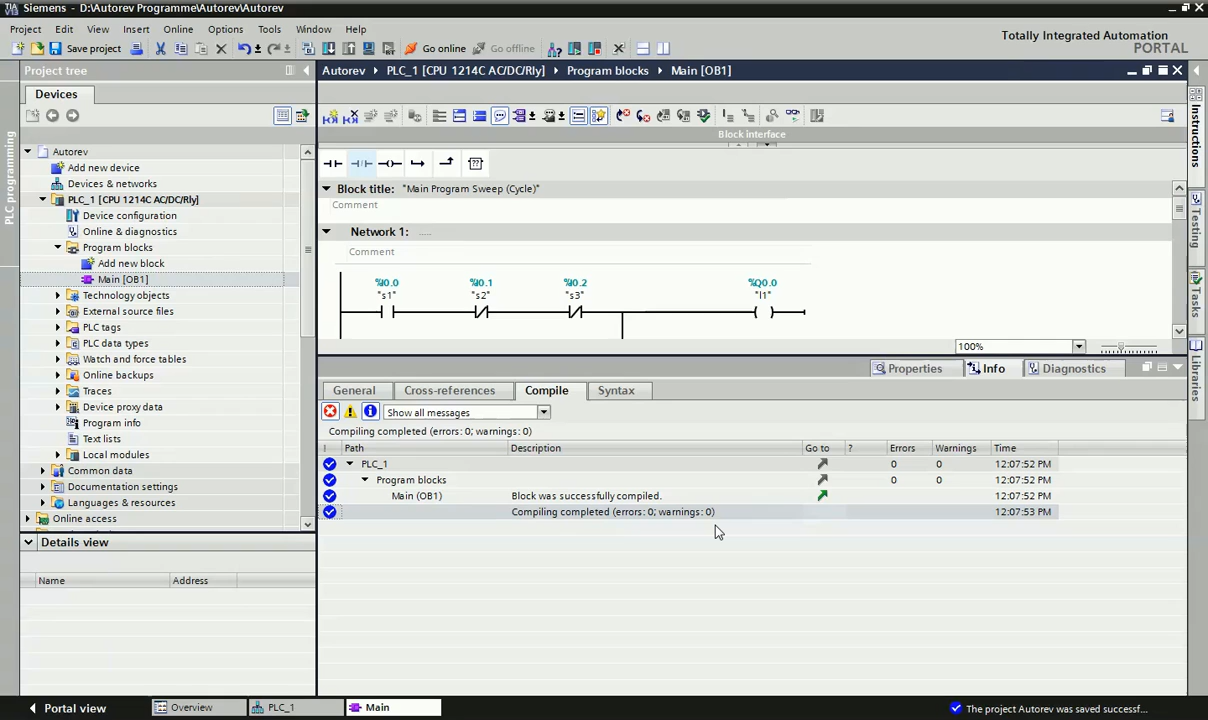 Siemens - D:\Autorev Programme\Autorev\Autorev
Project Edit View Insert Online Options Tools Window Help
Totally Integrated Automation
PORTAL
Save project Go online Go offline
Project tree
Autorev Ꮟ PLC_1 [CPU 1214C AC/DC/Rly] Program blocks Main [OB1]
Devices
PLC programming
Block interface
Autorev
Add new device
Devices & networks
PLC_1 [CPU 1214C AC/DC/Rly]
Device configuration
Online & diagnostics
Program blocks
Add new block
Main [OB1]
Technology objects
External source files
PLC tags
PLC data types
Watch and force tables
Online backups
Traces
Device proxy data
Program info
Text lists
Local modules
Common data
Documentation settings
Languages & resources
Online access
Details view
Name Address
Block title: "Main Program Sweep (Cycle)"
Comment
Network 1: .....
Comment
%I0.0 %I0.1 %I0.2 %Q0.0
"s1" "s2" "s3" "l1"
100%
Properties Info Diagnostics
General Cross-references Compile Syntax
Show all messages
Compiling completed (errors: 0; warnings: 0)
! Path Description Go to ? Errors Warnings Time
PLC_1 0 0 12:07:52 PM
Program blocks 0 0 12:07:52 PM
Main (OB1) Block was successfully compiled. 12:07:52 PM
Compiling completed (errors: 0; warnings: 0) 12:07:53 PM
Instructions
Testing
Tasks
Libraries
Portal view Overview PLC_1 Main
The project Autorev was saved successf...